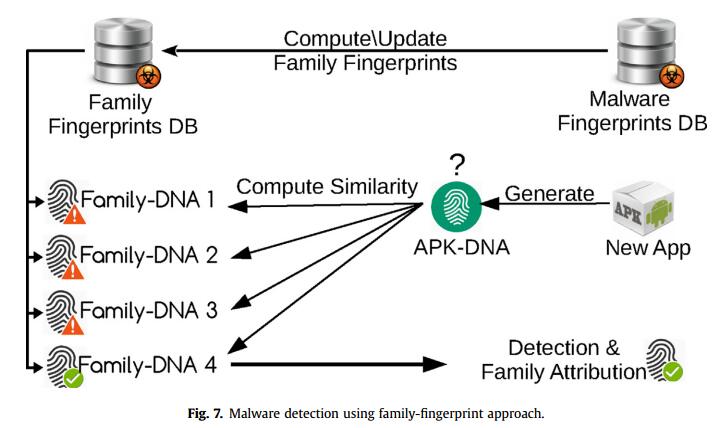 Compute\Update
Family Fingerprints
Family
Fingerprints DB
Malware
Fingerprints DB
?
Family-DNA 1
Compute Similarity
Generate
APK
Family-DNA 2
APK-DNA
New App
Family-DNA 3
Family-DNA 4
Detection &
Family Attribution
Fig. 7. Malware detection using family-fingerprint approach.